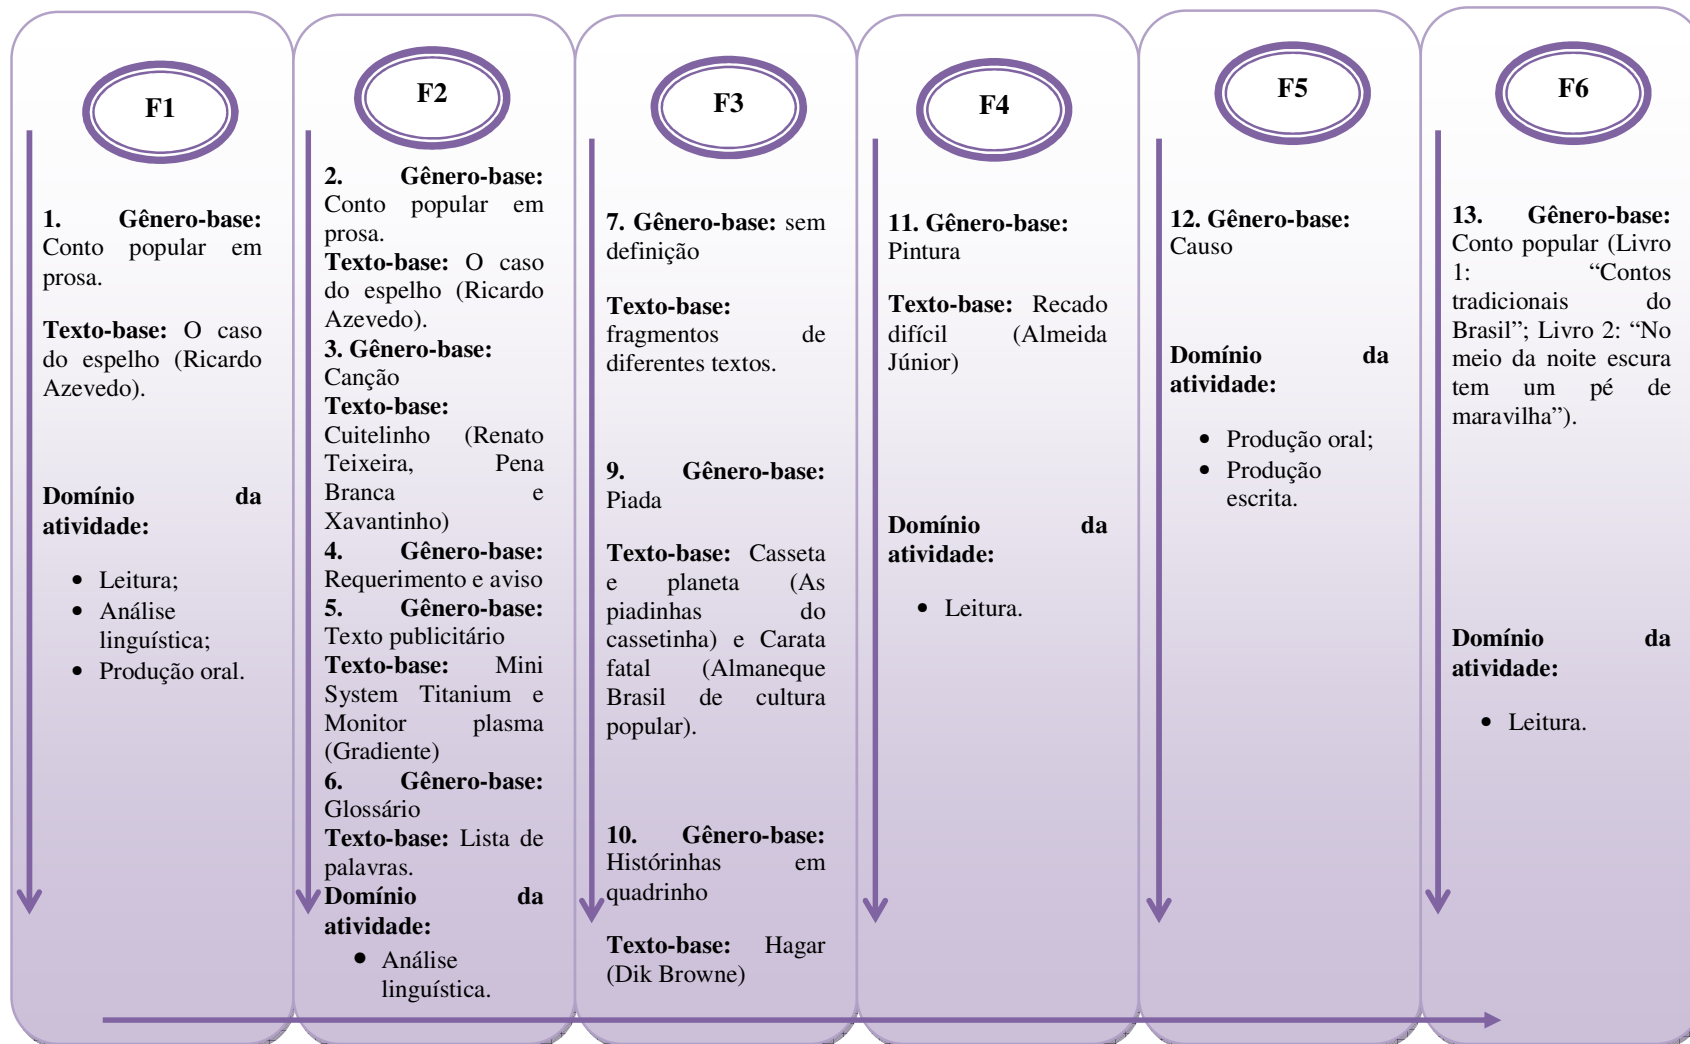 F1
1. Gênero-base:
Conto popular em
prosa.
Texto-base: O caso
do espelho (Ricardo
Azevedo).
Domínio da
atividade:
• Leitura;
• Análise
linguística;
• Produção oral.
F2
2. Gênero-base:
Conto popular em
prosa.
Texto-base: O caso
do espelho (Ricardo
Azevedo).
3. Gênero-base:
Canção
Texto-base:
Cuitelinho (Renato
Teixeira, Pena
Branca e
Xavantinho)
4. Gênero-base:
Requerimento e aviso
5. Gênero-base:
Texto publicitário
Texto-base: Mini
System Titanium e
Monitor plasma
(Gradiente)
6. Gênero-base:
Glossário
Texto-base: Lista de
palavras.
Domínio da
atividade:
• Análise
linguística.
F3
7. Gênero-base: sem
definição
Texto-base:
fragmentos de
diferentes textos.
9. Gênero-base:
Piada
Texto-base: Casseta
e planeta (As
piadinhas do
cassetinha) e Carata
fatal (Almaneque
Brasil de cultura
popular).
10. Gênero-base:
Histórinhas em
quadrinho
Texto-base: Hagar
(Dik Browne)
F4
11. Gênero-base:
Pintura
Texto-base: Recado
difícil (Almeida
Júnior)
Domínio da
atividade:
• Leitura.
F5
12. Gênero-base:
Causo
Domínio da
atividade:
• Produção oral;
• Produção
escrita.
F6
13. Gênero-base:
Conto popular (Livro
1: “Contos
tradicionais do
Brasil”; Livro 2: “No
meio da noite escura
tem um pé de
maravilha”).
Domínio da
atividade:
• Leitura.